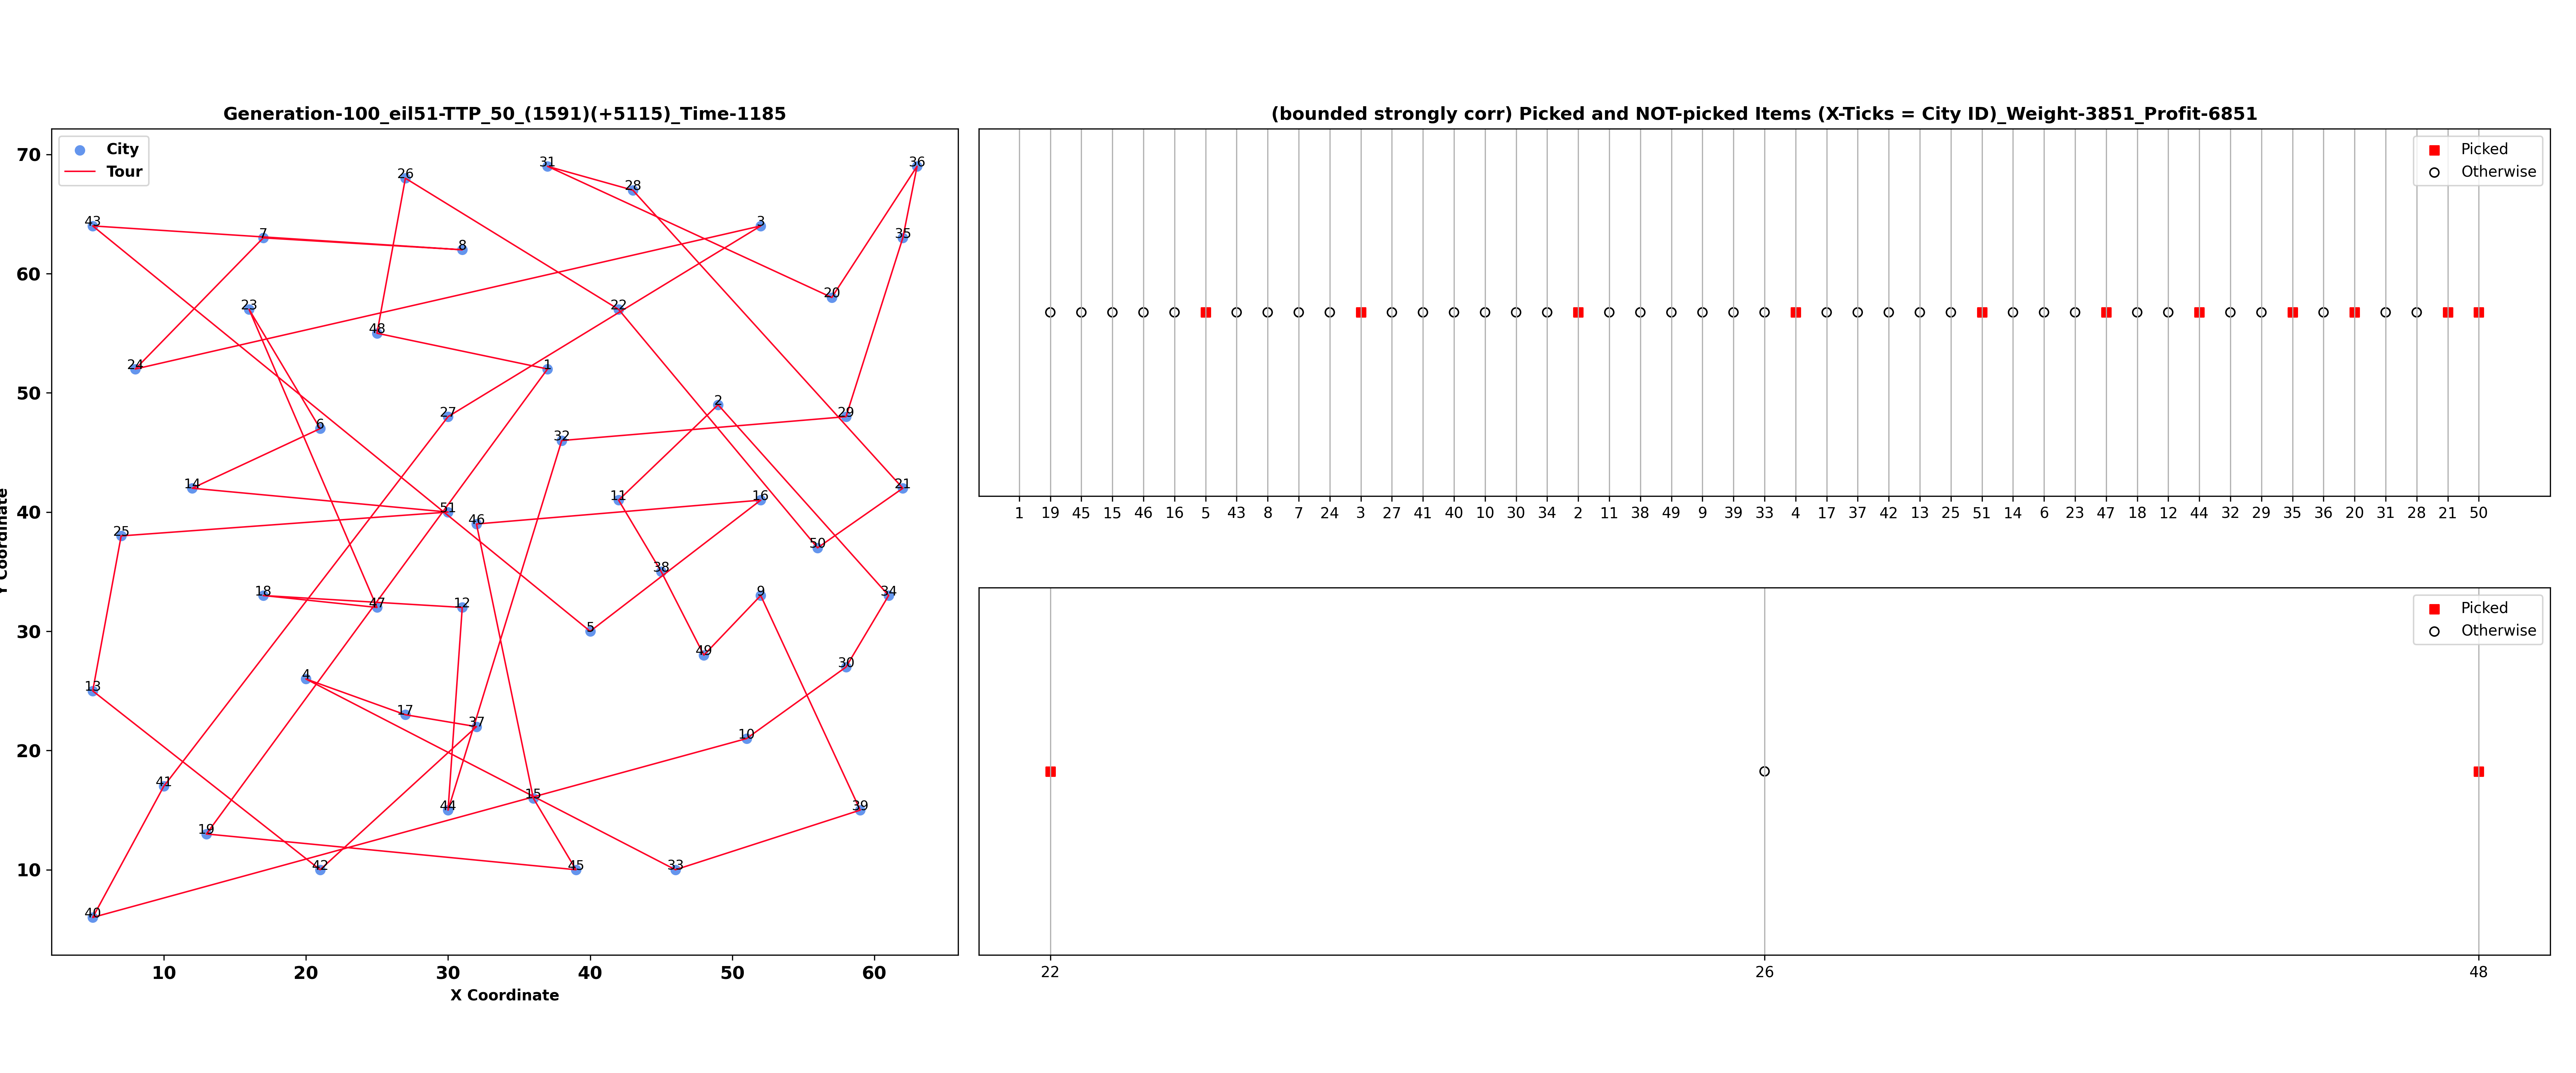 Generation-100_eil51-TTP_50_(1591)(+5115)_Time-1185
City
Tour
70
60
50
40
30
20
10
10 20 30 40 50 60
X Coordinate
Y Coordinate
31 36
26 28
43 3
7 8 35
20
23 22
48
24 1
27 2 29
6 32
14 11 16 21
51 46
25 50
38
18 47 12 9 34
5
49 30
4
13 17 37
10
41 15
44 39
19
42 45 33
40
(bounded strongly corr) Picked and NOT-picked Items (X-Ticks = City ID)_Weight-3851_Profit-6851
Picked
Otherwise
1 19 45 15 46 16 5 43 8 7 24 3 27 41 40 10 30 34 2 11 38 49 9 39 33 4 17 37 42 13 25 51 14 6 23 47 18 12 44 32 29 35 36 20 31 28 21 50
Picked
Otherwise
22 26 48